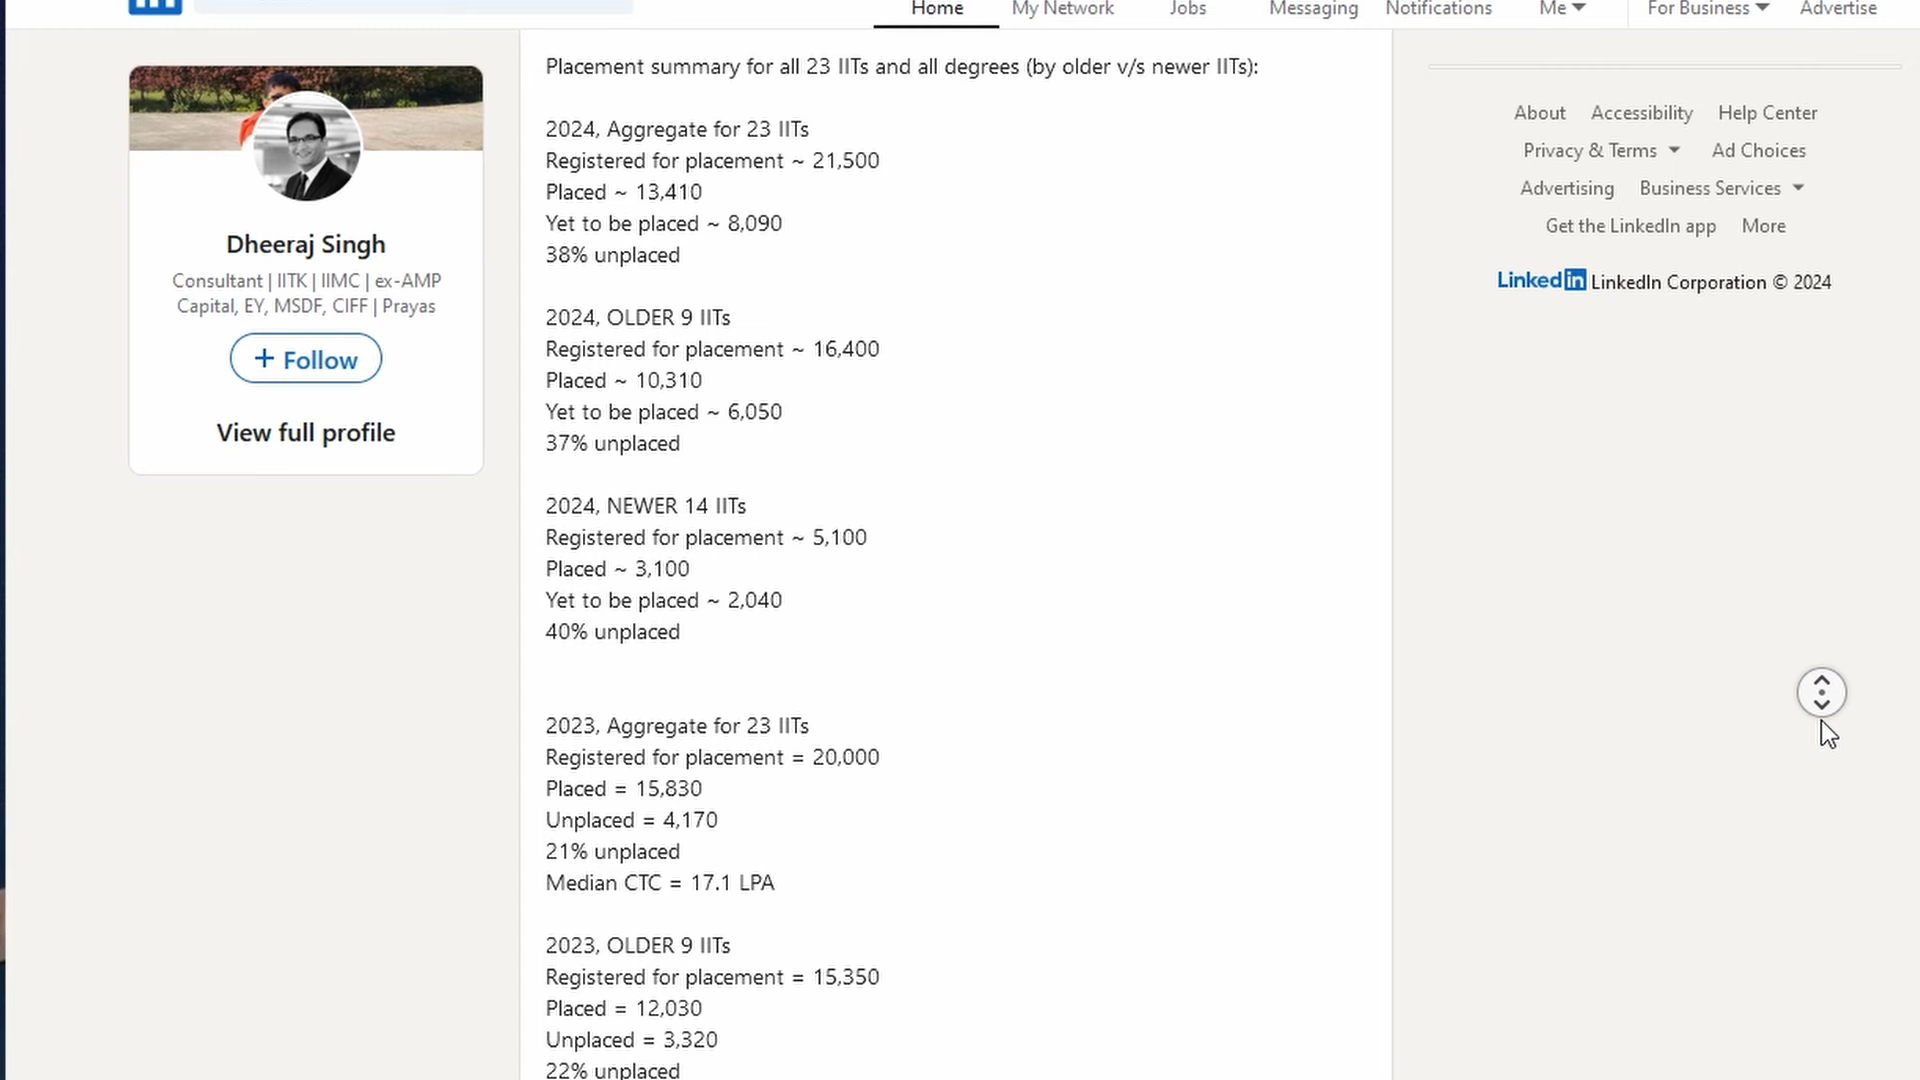 Home
My Network
Jobs
Messaging
Notifications
Me
For Business
Advertise
Dheeraj Singh
Consultant | IITK | IIMC | ex-AMP
Capital, EY, MSDF, CIFF | Prayas
+ Follow
View full profile
Placement summary for all 23 IITs and all degrees (by older v/s newer IITs):
2024, Aggregate for 23 IITs
Registered for placement ~ 21,500
Placed ~ 13,410
Yet to be placed ~ 8,090
38% unplaced
2024, OLDER 9 IITs
Registered for placement ~ 16,400
Placed ~ 10,310
Yet to be placed ~ 6,050
37% unplaced
2024, NEWER 14 IITs
Registered for placement ~ 5,100
Placed ~ 3,100
Yet to be placed ~ 2,040
40% unplaced
2023, Aggregate for 23 IITs
Registered for placement = 20,000
Placed = 15,830
Unplaced = 4,170
21% unplaced
Median CTC = 17.1 LPA
2023, OLDER 9 IITs
Registered for placement = 15,350
Placed = 12,030
Unplaced = 3,320
22% unplaced
About Accessibility Help Center
Privacy & Terms Ad Choices
Advertising Business Services
Get the LinkedIn app More
LinkedIn LinkedIn Corporation © 2024